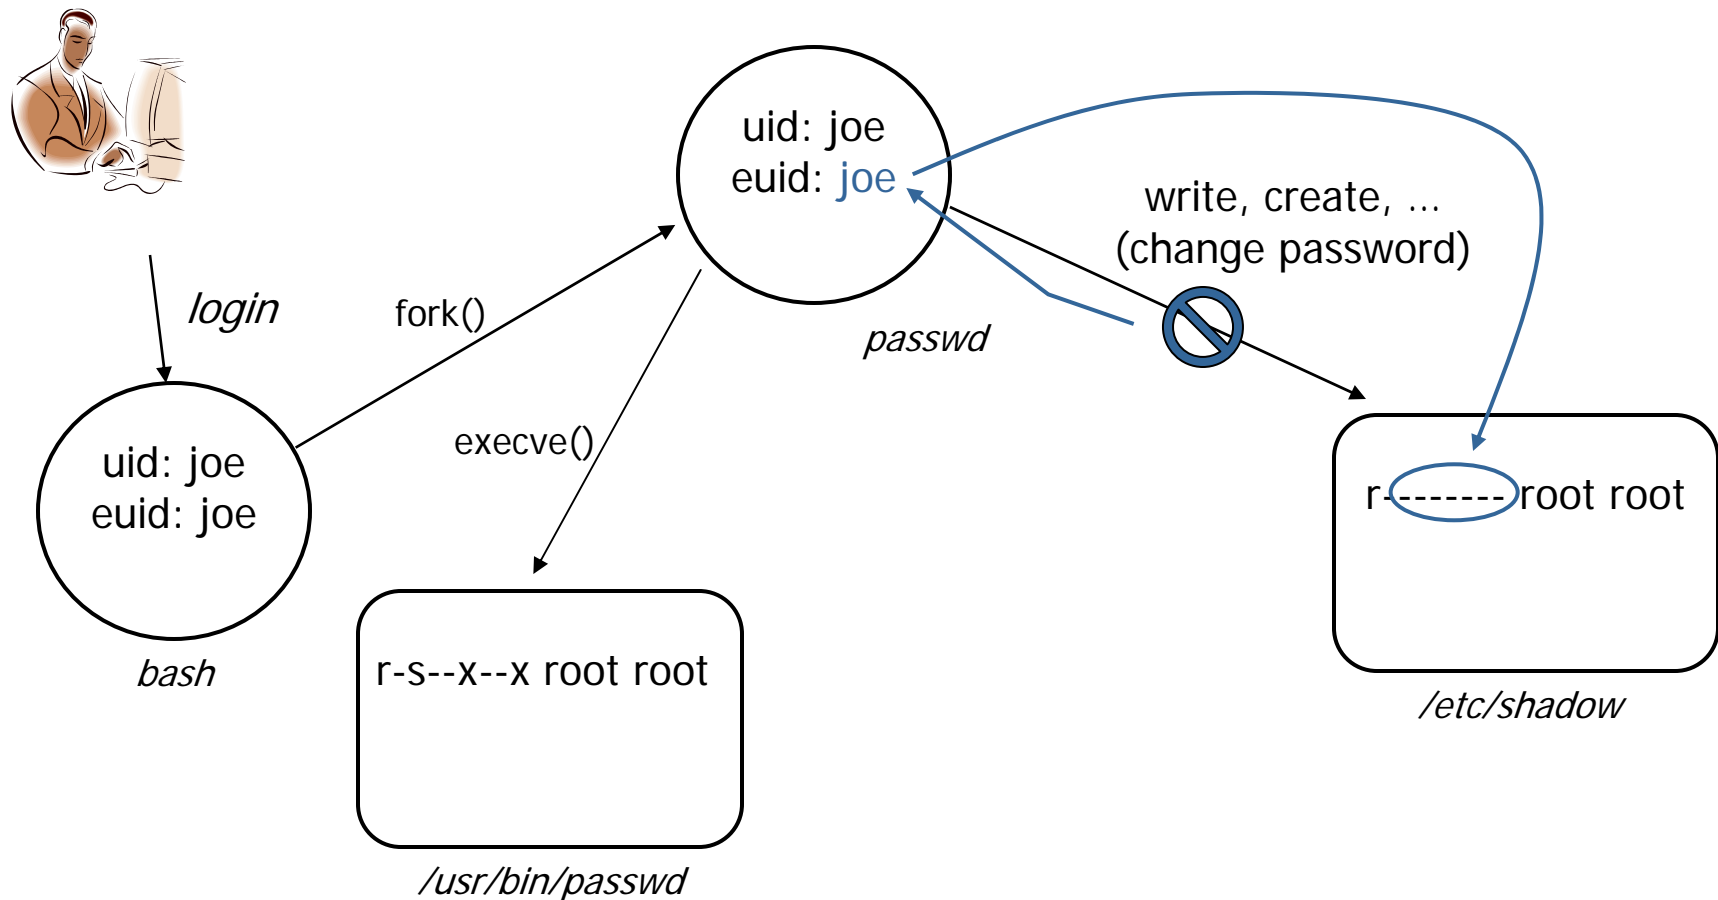 uid: joe
euid: joe
write, create, ...
(change password)
login
fork()
passwd
execve()
uid: joe
euid: joe
r--------- root root
bash
r-s--x--x root root
/etc/shadow
/usr/bin/passwd